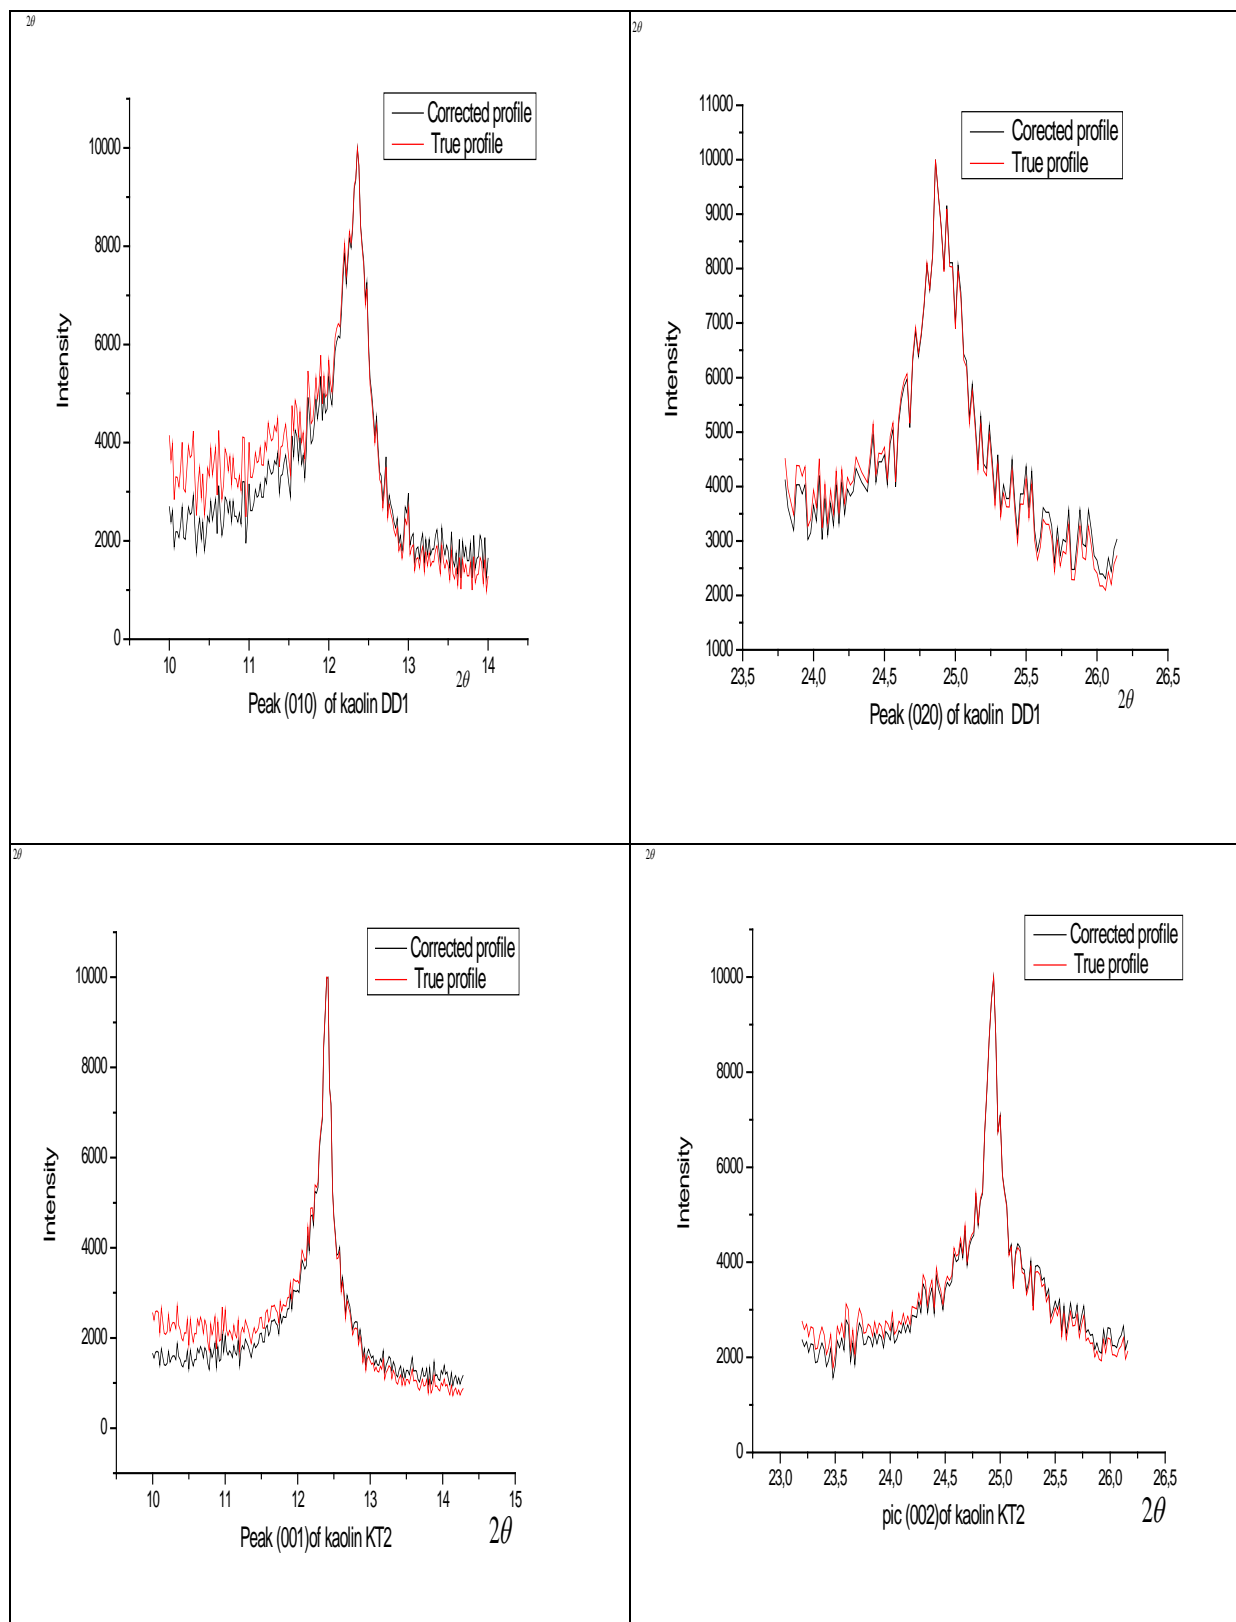 2θ
Corrected profile
True profile
10000
8000
6000
4000
2000
0
Intensity
10 11 12 13 14
2θ
Peak (010) of kaolin DD1
2θ
Corected profile
True profile
11000
10000
9000
8000
7000
6000
5000
4000
3000
2000
1000
Intensity
23,5 24,0 24,5 25,0 25,5 26,0 26,5
2θ
Peak (020) of kaolin DD1
2θ
Corrected profile
True profile
10000
8000
6000
4000
2000
0
Intensity
10 11 12 13 14 15
Peak (001)of kaolin KT2
2θ
2θ
Corrected profile
True profile
10000
8000
6000
4000
2000
0
Intensity
23,0 23,5 24,0 24,5 25,0 25,5 26,0 26,5
pic (002)of kaolin KT2
2θ